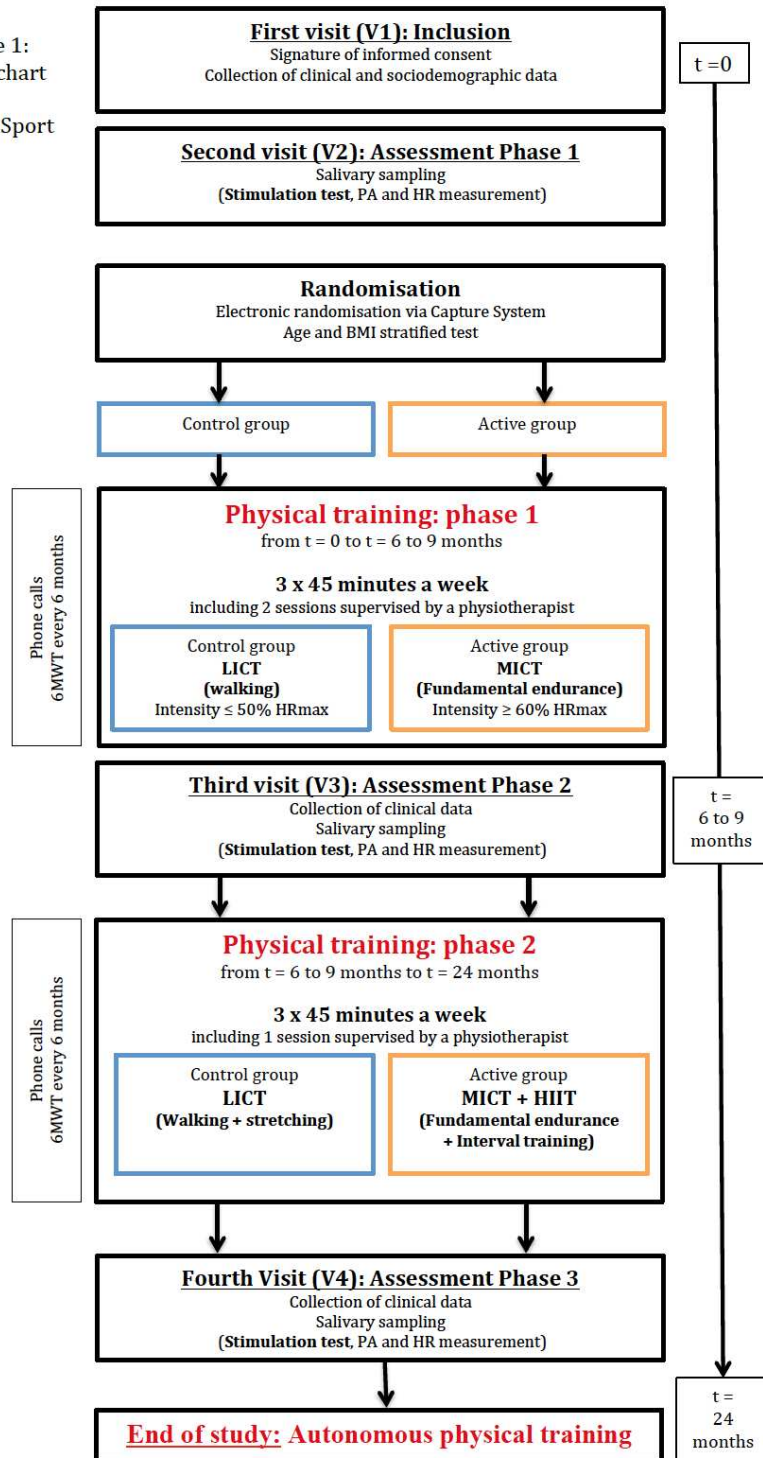 e 1:
chart
Sport
First visit (V1): Inclusion
Signature of informed consent
Collection of clinical and sociodemographic data
t =0
Second visit (V2): Assessment Phase 1
Salivary sampling
(Stimulation test, PA and HR measurement)
Randomisation
Electronic randomisation via Capture System
Age and BMI stratified test
Control group
Active group
Phone calls
6MWT every 6 months
Physical training: phase 1
from t = 0 to t = 6 to 9 months
3 x 45 minutes a week
including 2 sessions supervised by a physiotherapist
Control group
LICT
(walking)
Intensity ≤ 50% HRmax
Active group
MICT
(Fundamental endurance)
Intensity ≥ 60% HRmax
Third visit (V3): Assessment Phase 2
Collection of clinical data
Salivary sampling
(Stimulation test, PA and HR measurement)
t =
6 to 9
months
Phone calls
6MWT every 6 months
Physical training: phase 2
from t = 6 to 9 months to t = 24 months
3 x 45 minutes a week
including 1 session supervised by a physiotherapist
Control group
LICT
(Walking + stretching)
Active group
MICT + HIIT
(Fundamental endurance
+ Interval training)
Fourth Visit (V4): Assessment Phase 3
Collection of clinical data
Salivary sampling
(Stimulation test, PA and HR measurement)
t =
24
months
End of study: Autonomous physical training